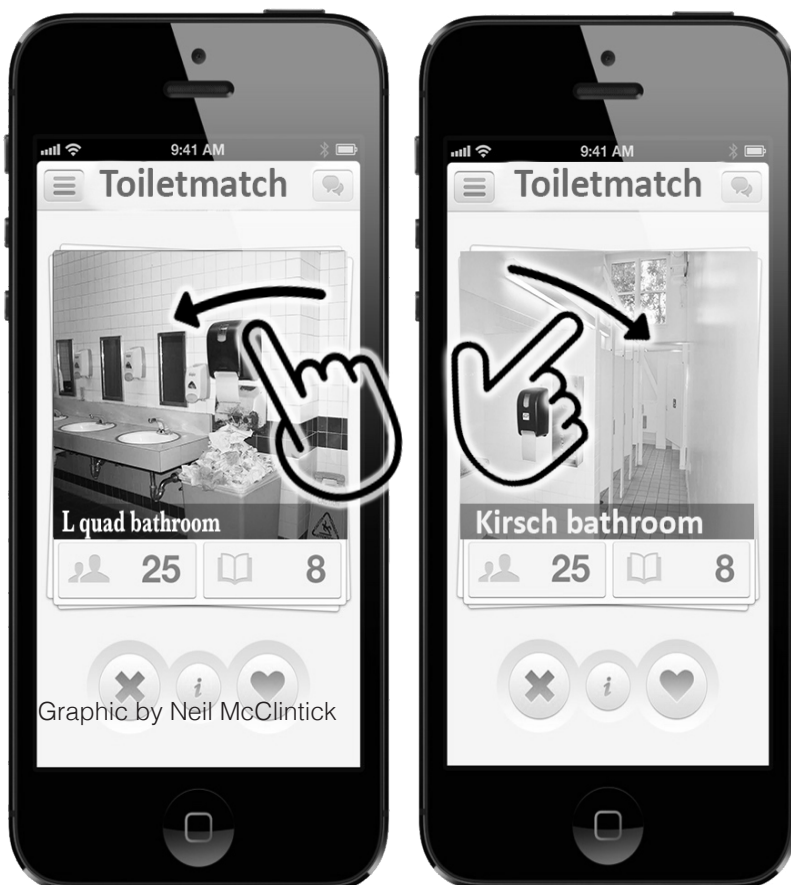 9:41 AM
Toiletmatch
L quad bathroom
25
8
i
Graphic by Neil McClintick
9:41 AM
Toiletmatch
Kirsch bathroom
25
8
i